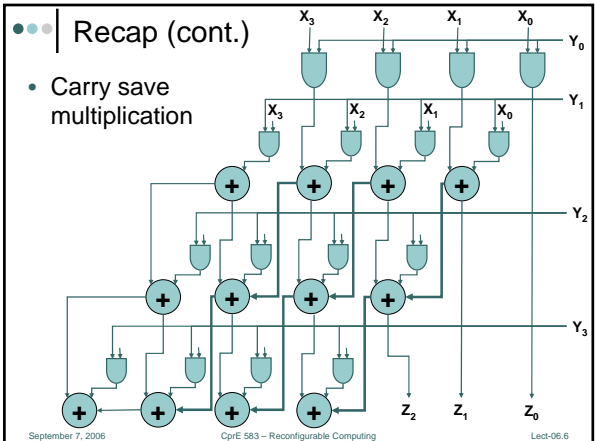 Recap (cont.)
• Carry save
multiplication
X3 X2 X1 X0
Y0
Y1
X3 X2 X1 X0
+ + + +
Y2
+ + + +
Y3
Z2 Z1 Z0
+ + + +
September 7, 2006 CprE 583 – Reconfigurable Computing Lect-06.6